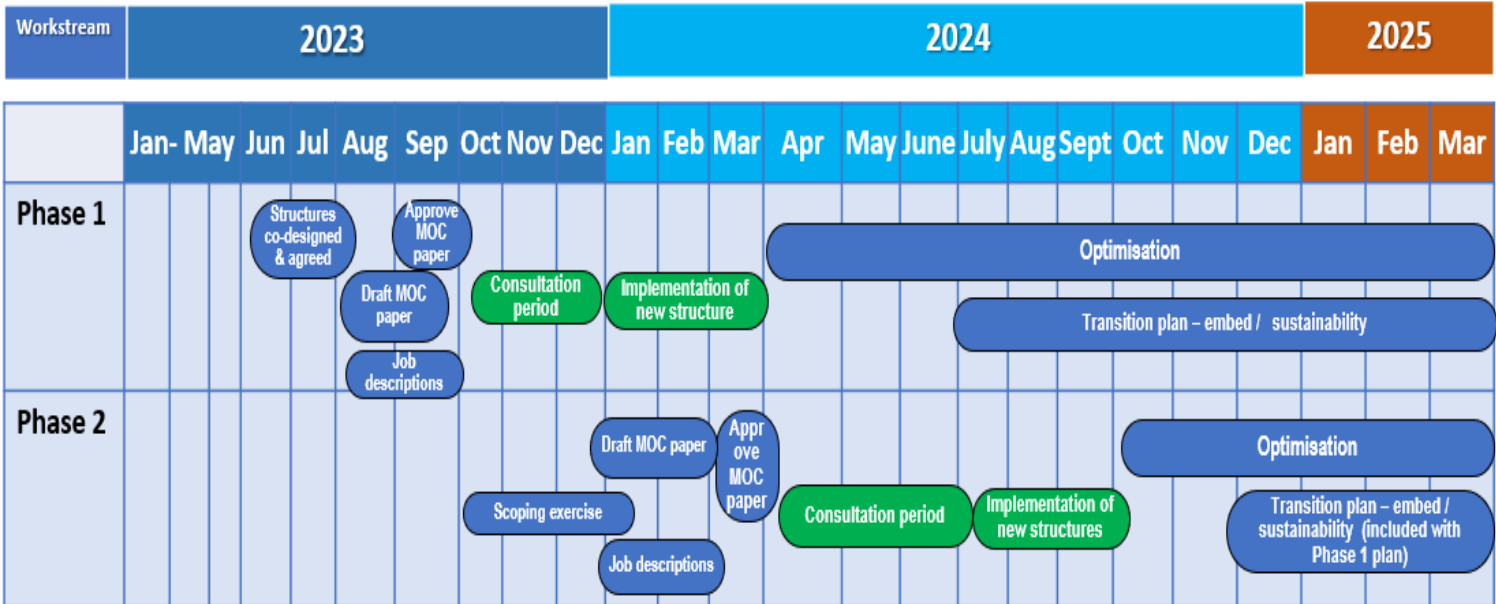 Workstream
2023
2024
2025
Jan- May Jun Jul Aug Sep Oct Nov Dec Jan Feb Mar Apr May June July Aug Sept Oct Nov Dec Jan Feb Mar
Phase 1
Structures
co-designed
& agreed
Approve
MOC
paper
Draft MOC
paper
Job
descriptions
Consultation
period
Implementation of
new structure
Optimisation
Transition plan – embed / sustainability
Phase 2
Draft MOC paper
Appr
ove
MOC
paper
Scoping exercise
Job descriptions
Consultation period
Implementation of
new structures
Optimisation
Transition plan – embed /
sustainability (included with
Phase 1 plan)